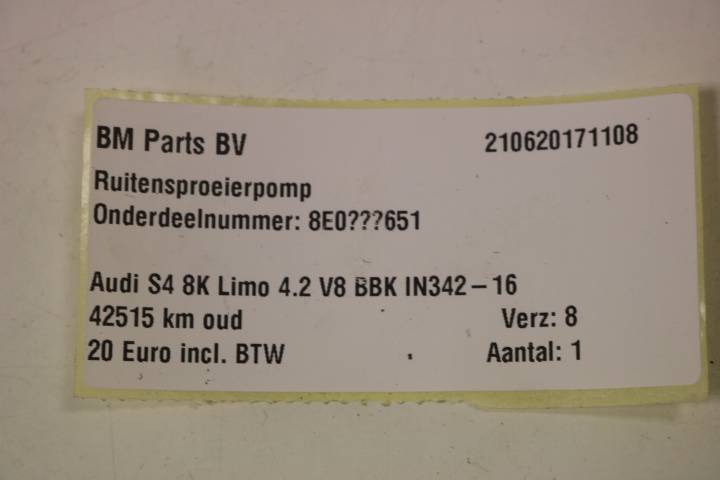 BM Parts BV 210620171108
Ruitensproeierpomp
Onderdeelnummer: 8E0???651
Audi S4 8K Limo 4.2 V8 BBK IN342-16
42515 km oud Verz: 8
20 Euro incl. BTW Aantal: 1